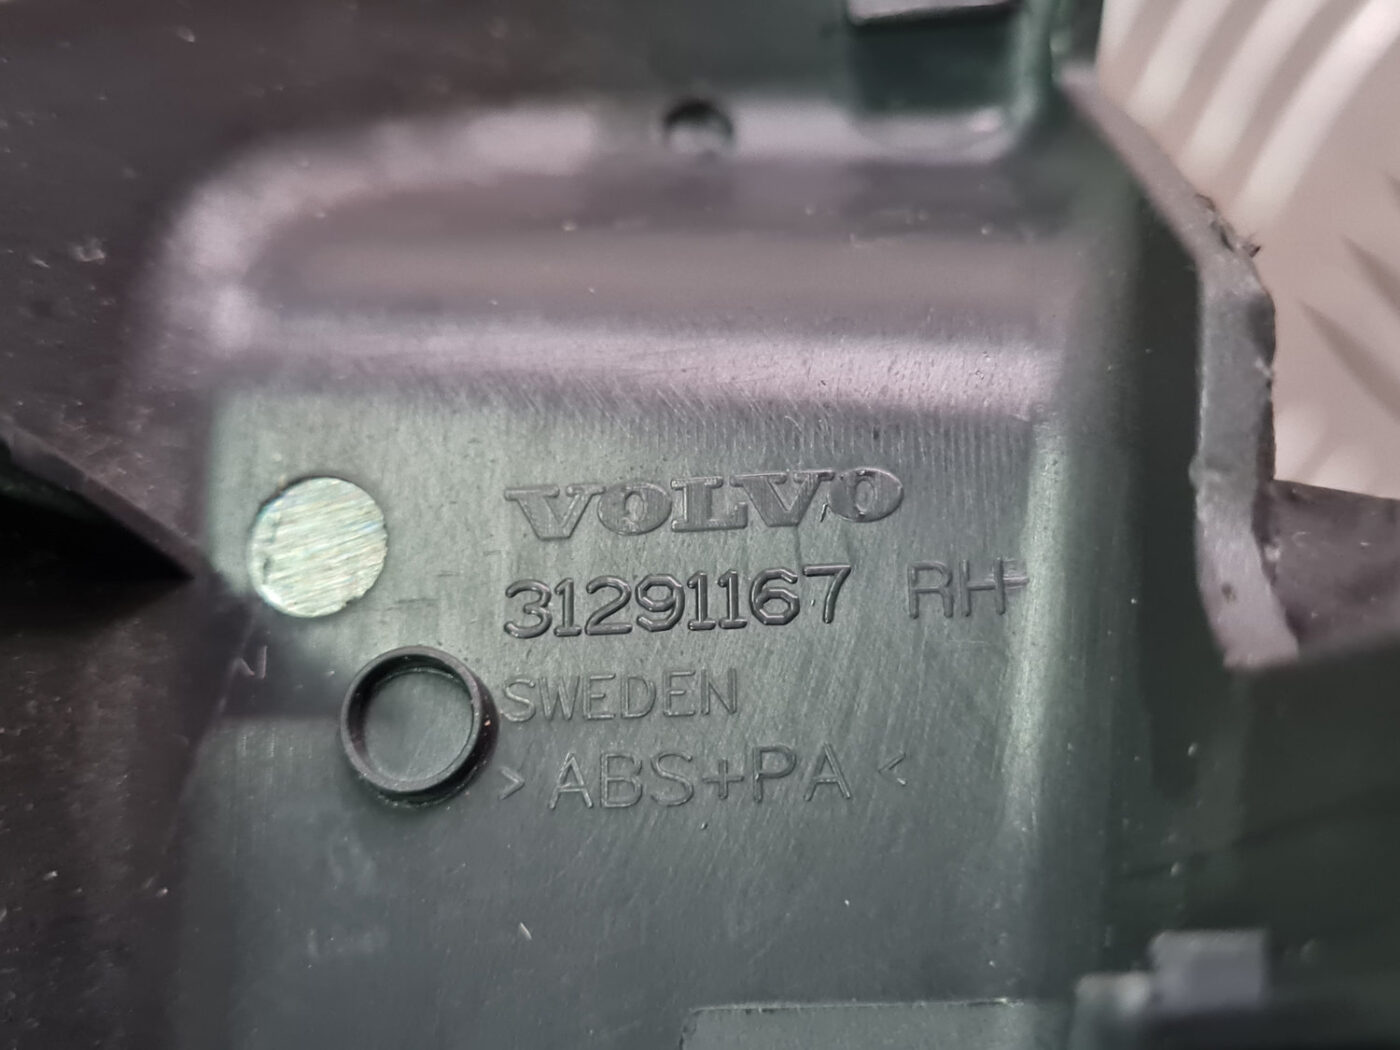 VOLVO
31291167 RH
SWEDEN
>ABS+PA<